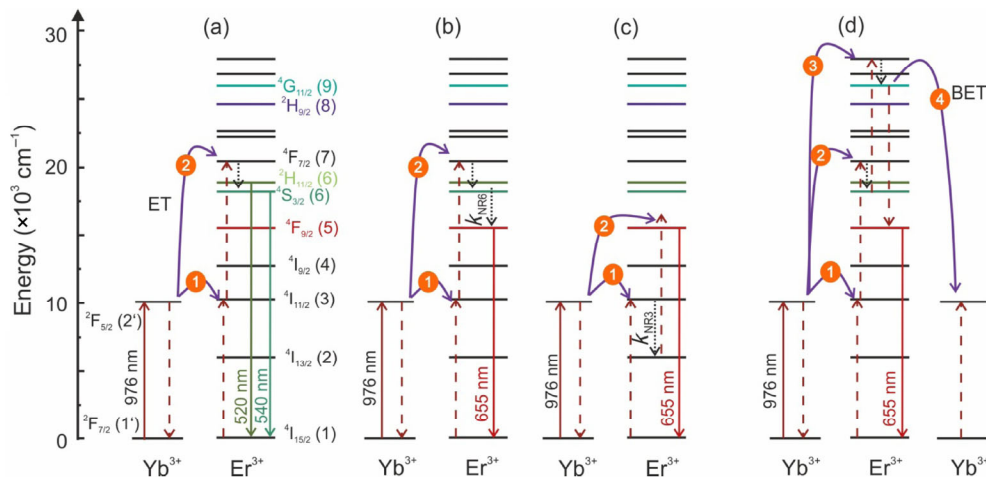 (a)
(b)
(c)
(d)
Energy (×10³ cm⁻¹)
30
20
10
0
⁴G₁₁/₂ (9)
²H₉/₂ (8)
⁴F₇/₂ (7)
²H₁₁/₂ (6)
⁴S₃/₂ (6)
⁴F₉/₂ (5)
⁴I₉/₂ (4)
⁴I₁₁/₂ (3)
⁴I₁₃/₂ (2)
⁴I₁₅/₂ (1)
²F₅/₂ (2')
²F₇/₂ (1')
ET
2
1
976 nm
520 nm
540 nm
Yb³⁺
Er³⁺
2
1
kNR6
976 nm
655 nm
Yb³⁺
Er³⁺
2
1
kNR3
976 nm
655 nm
Yb³⁺
Er³⁺
3
4
BET
2
1
976 nm
655 nm
Yb³⁺
Er³⁺
Yb³⁺